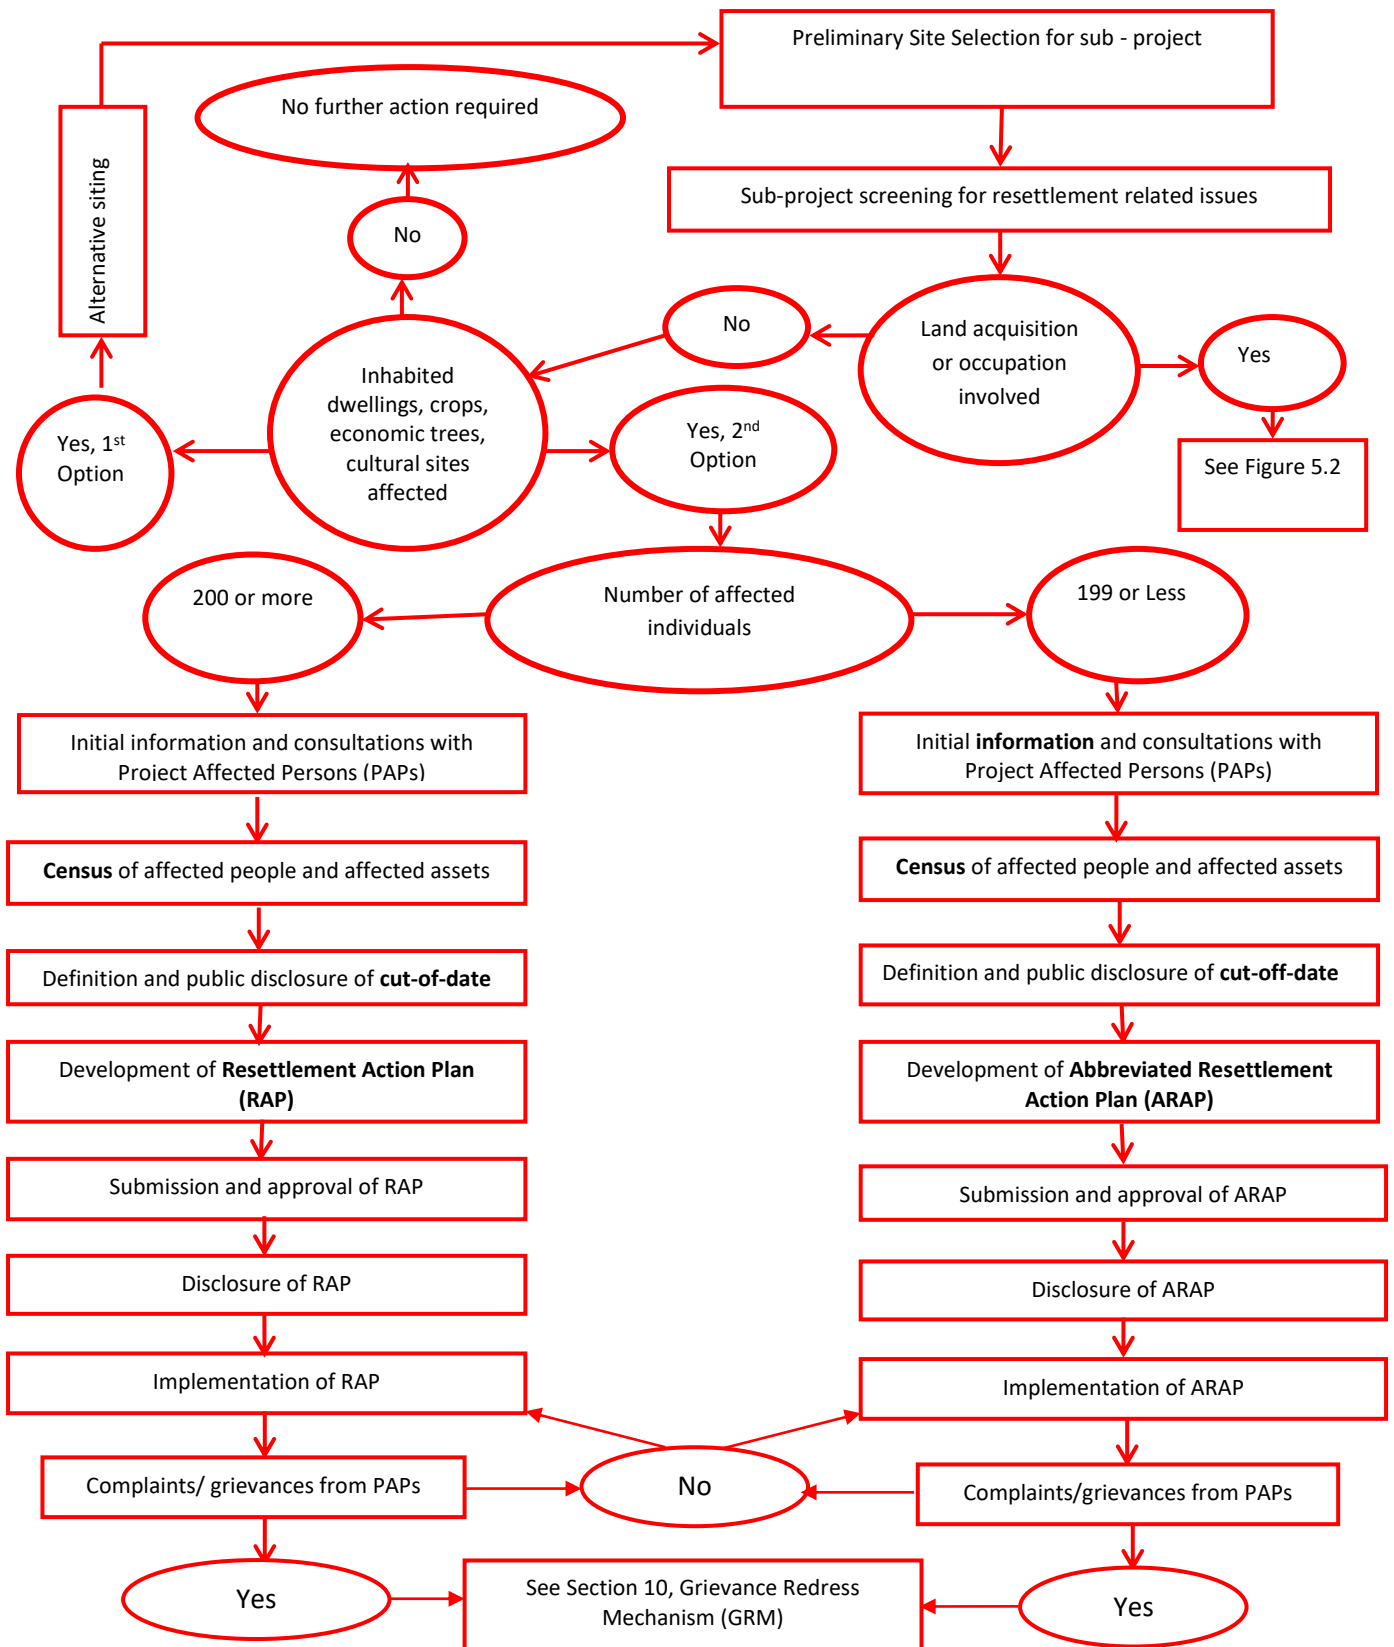 Preliminary Site Selection for sub - project
No further action required
Alternative siting
Sub-project screening for resettlement related issues
No
No
Land acquisition
or occupation
involved
Yes
Inhabited
dwellings, crops,
economic trees,
cultural sites
affected
Yes, 1st
Option
Yes, 2nd
Option
See Figure 5.2
200 or more
Number of affected
individuals
199 or Less
Initial information and consultations with
Project Affected Persons (PAPs)
Initial information and consultations with
Project Affected Persons (PAPs)
Census of affected people and affected assets
Census of affected people and affected assets
Definition and public disclosure of cut-of-date
Definition and public disclosure of cut-off-date
Development of Resettlement Action Plan
(RAP)
Development of Abbreviated Resettlement
Action Plan (ARAP)
Submission and approval of RAP
Submission and approval of ARAP
Disclosure of RAP
Disclosure of ARAP
Implementation of RAP
Implementation of ARAP
Complaints/ grievances from PAPs
No
Complaints/grievances from PAPs
Yes
See Section 10, Grievance Redress
Mechanism (GRM)
Yes